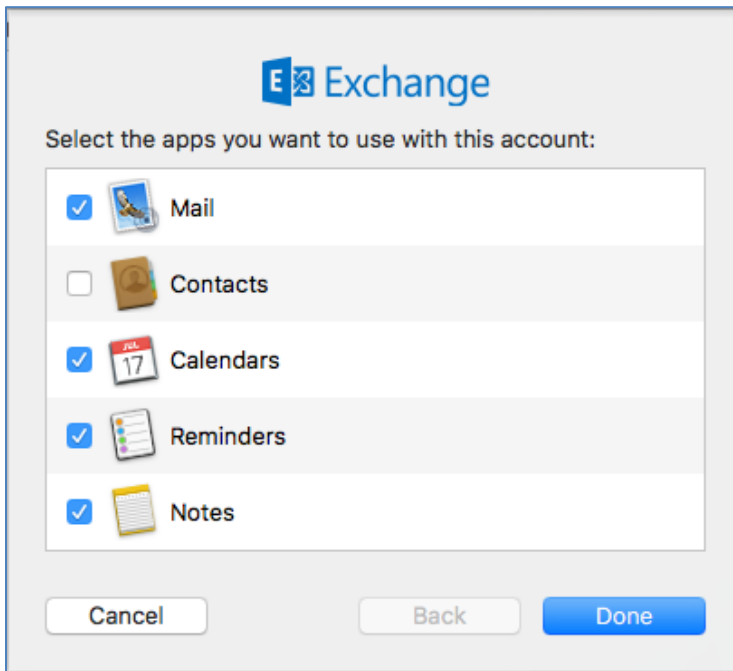 E Exchange
Select the apps you want to use with this account:
Mail
Contacts
JUL
17
Calendars
Reminders
Notes
Cancel
Back
Done